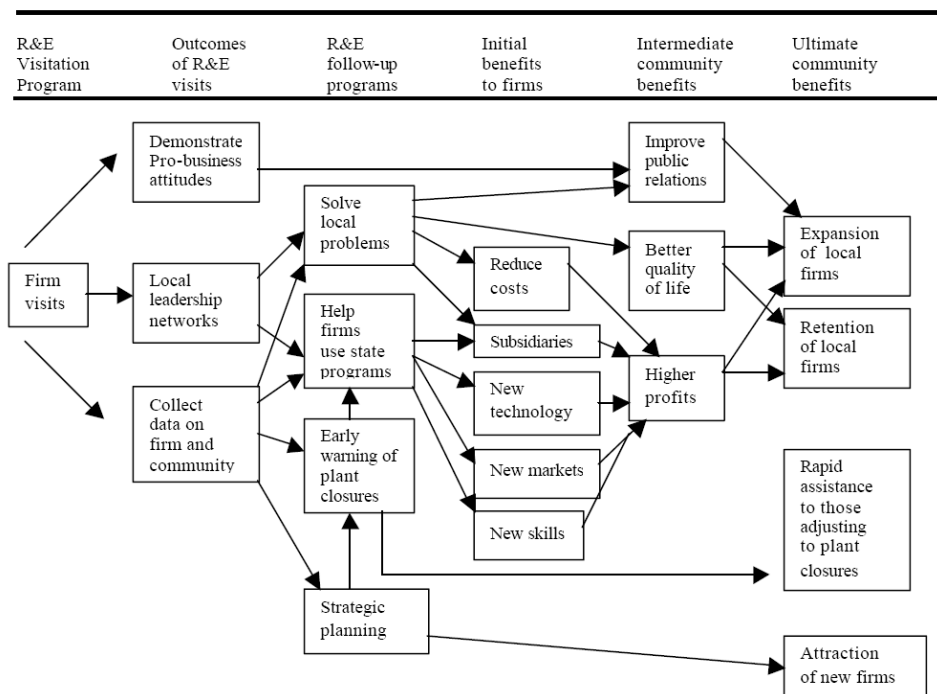 R&E
Visitation
Program
Outcomes
of R&E
visits
R&E
follow-up
programs
Initial
benefits
to firms
Intermediate
community
benefits
Ultimate
community
benefits
Firm
visits
Demonstrate
Pro-business
attitudes
Local
leadership
networks
Collect
data on
firm and
community
Solve
local
problems
Help
firms
use state
programs
Early
warning of
plant
closures
Strategic
planning
Reduce
costs
Subsidiaries
New
technology
New markets
New skills
Improve
public
relations
Better
quality
of life
Higher
profits
Expansion
of local
firms
Retention
of local
firms
Rapid
assistance
to those
adjusting
to plant
closures
Attraction
of new firms